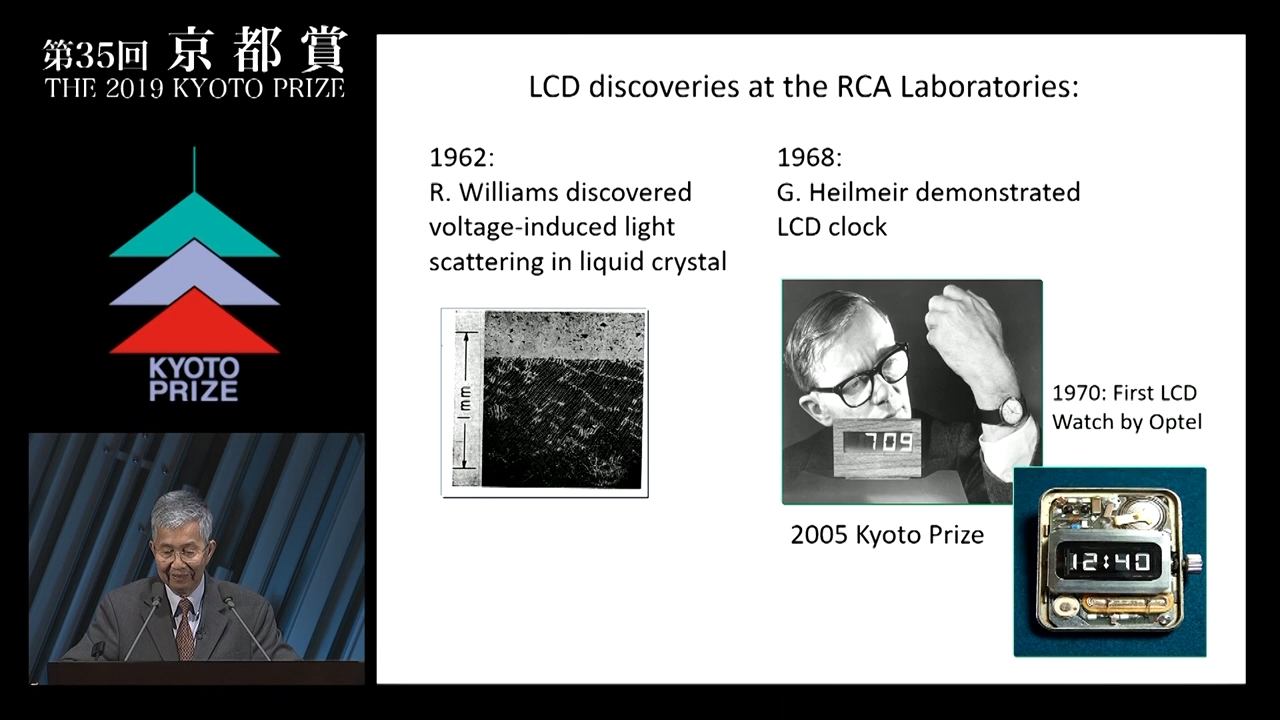 第35回 京都賞
THE 2019 KYOTO PRIZE
KYOTO
PRIZE
LCD discoveries at the RCA Laboratories:
1962:
R. Williams discovered
voltage-induced light
scattering in liquid crystal
1968:
G. Heilmeir demonstrated
LCD clock
mm
709
1970: First LCD
Watch by Optel
2005 Kyoto Prize
12:40